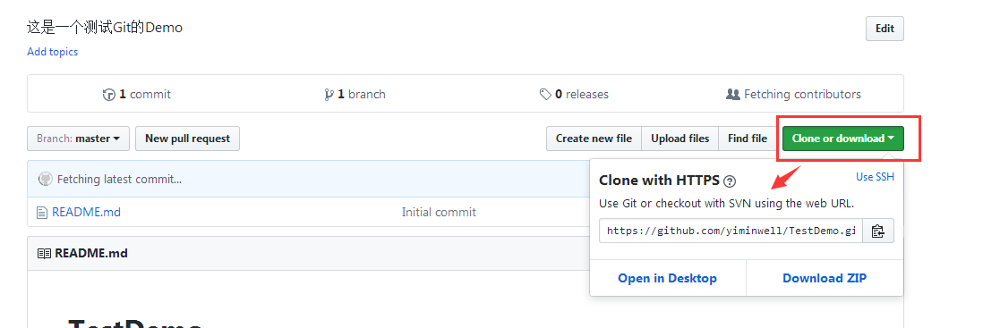 这是一个测试Git的Demo
Edit
Add topics
1 commit
1 branch
0 releases
Fetching contributors
Branch: master
New pull request
Create new file
Upload files
Find file
Clone or download
Fetching latest commit...
Clone with HTTPS
Use SSH
Use Git or checkout with SVN using the web URL.
README.md
Initial commit
https://github.com/yiminwell/TestDemo.gi
README.md
Open in Desktop
Download ZIP
TestDemo